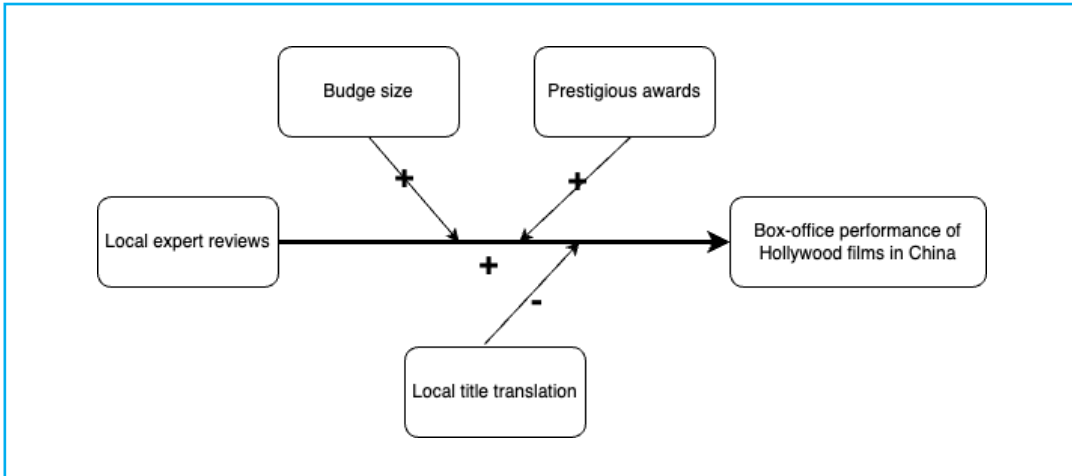 Budge size
Prestigious awards
+
+
Local expert reviews
Box-office performance of
Hollywood films in China
+
-
Local title translation